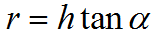 r = h tan α